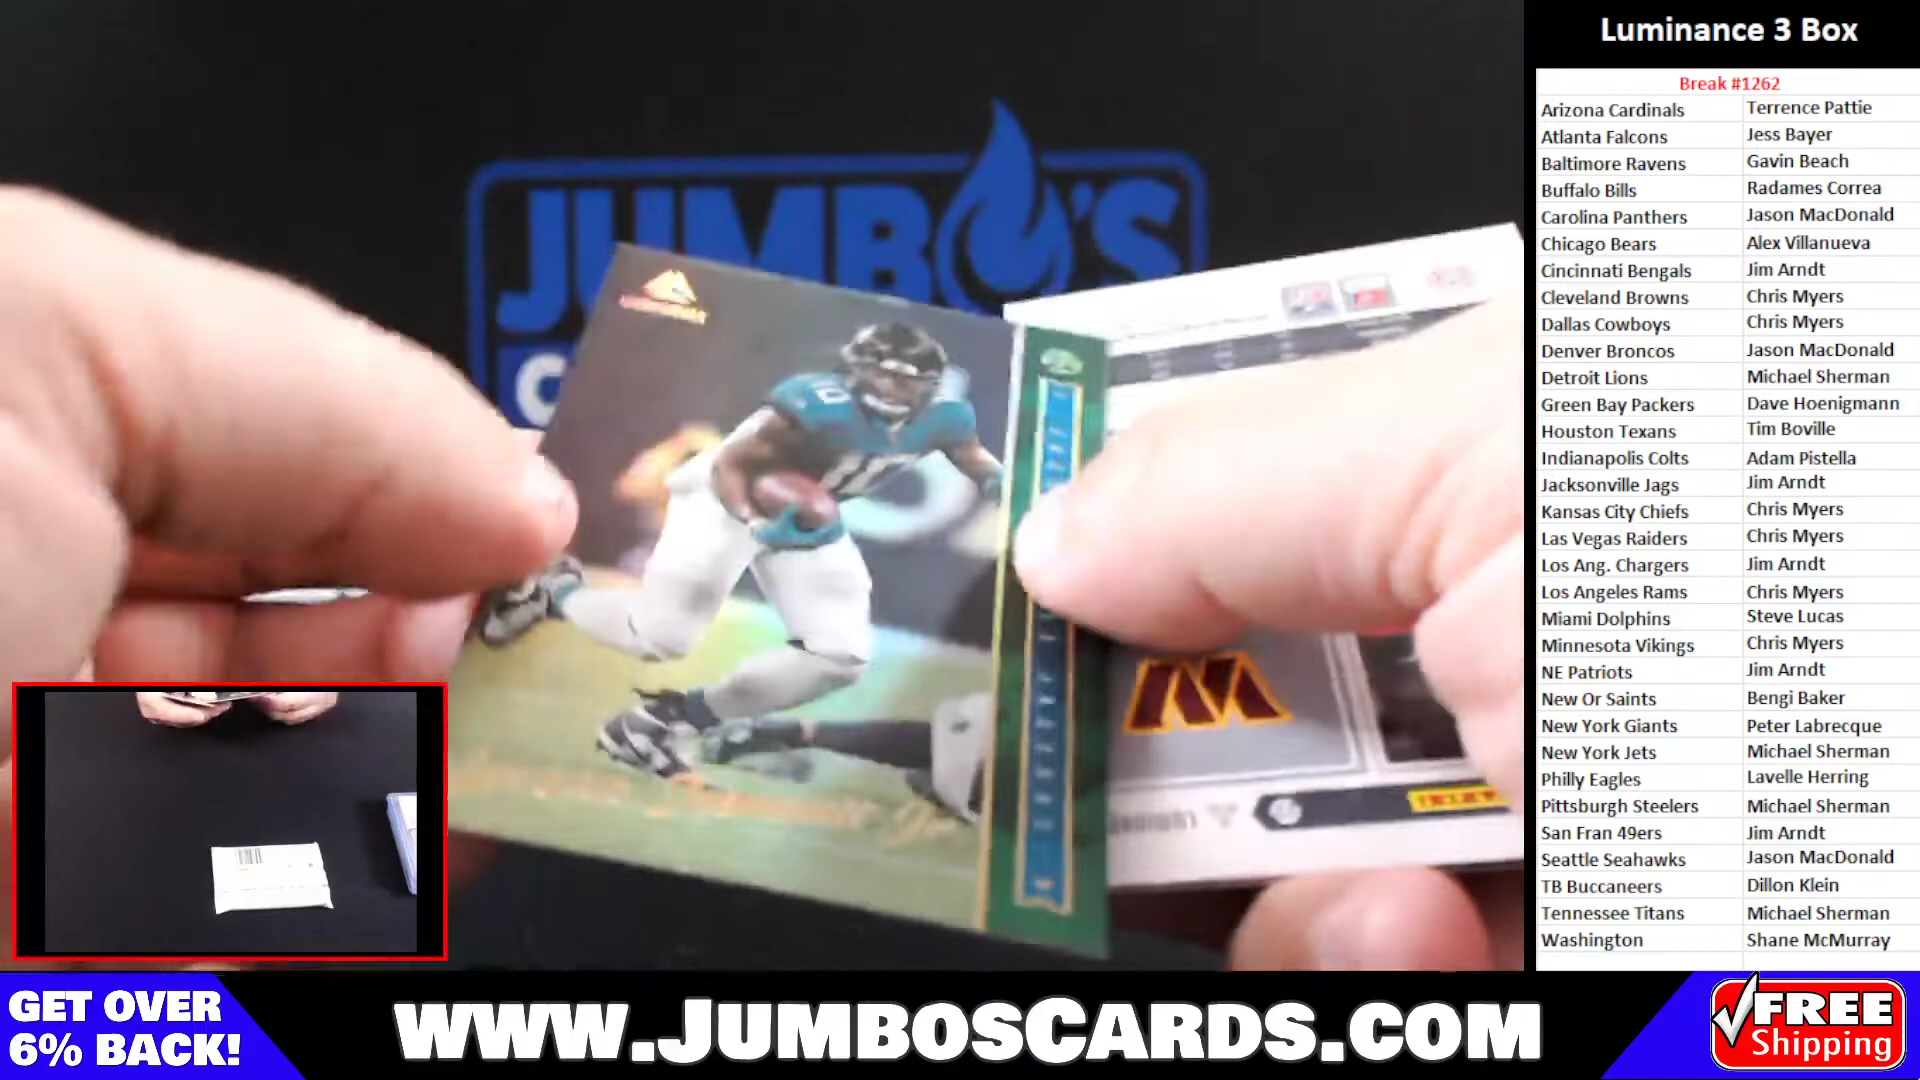 Luminance 3 Box
Break #1262
Arizona Cardinals Terrence Pattie
Atlanta Falcons Jess Bayer
Baltimore Ravens Gavin Beach
Buffalo Bills Radames Correa
Carolina Panthers Jason MacDonald
Chicago Bears Alex Villanueva
Cincinnati Bengals Jim Arndt
Cleveland Browns Chris Myers
Dallas Cowboys Chris Myers
Denver Broncos Jason MacDonald
Detroit Lions Michael Sherman
Green Bay Packers Dave Hoenigmann
Houston Texans Tim Boville
Indianapolis Colts Adam Pistella
Jacksonville Jags Jim Arndt
Kansas City Chiefs Chris Myers
Las Vegas Raiders Chris Myers
Los Ang. Chargers Jim Arndt
Los Angeles Rams Chris Myers
Miami Dolphins Steve Lucas
Minnesota Vikings Chris Myers
NE Patriots Jim Arndt
New Or Saints Bengi Baker
New York Giants Peter Labrecque
New York Jets Michael Sherman
Philly Eagles Lavelle Herring
Pittsburgh Steelers Michael Sherman
San Fran 49ers Jim Arndt
Seattle Seahawks Jason MacDonald
TB Buccaneers Dillon Klein
Tennessee Titans Michael Sherman
Washington Shane McMurray
JUMBO'S
C
10
GET OVER
6% BACK!
WWW.JUMBOSCARDS.COM
FREE
Shipping